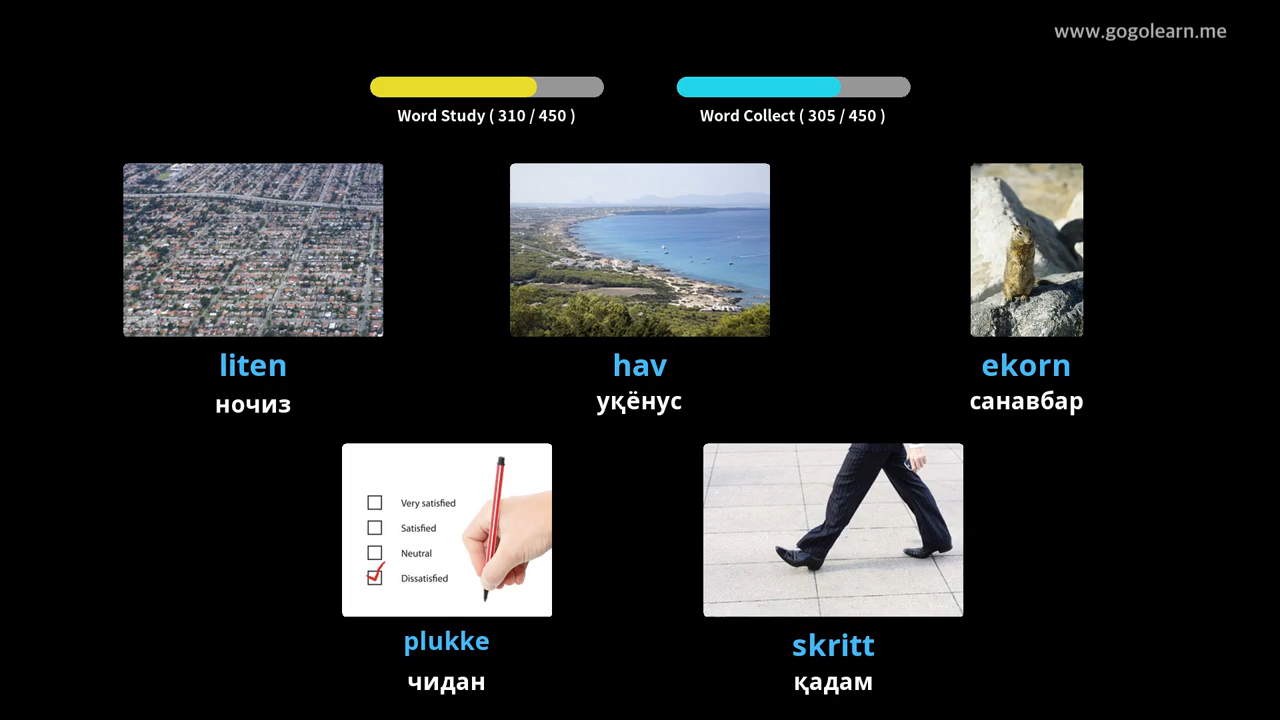 www.gogolearn.me
Word Study ( 310 / 450 )
Word Collect ( 305 / 450 )
liten
ночиз
hav
уқёнус
ekorn
санавбар
Very satisfied
Satisfied
Neutral
Dissatisfied
plukke
чидан
skritt
қадам